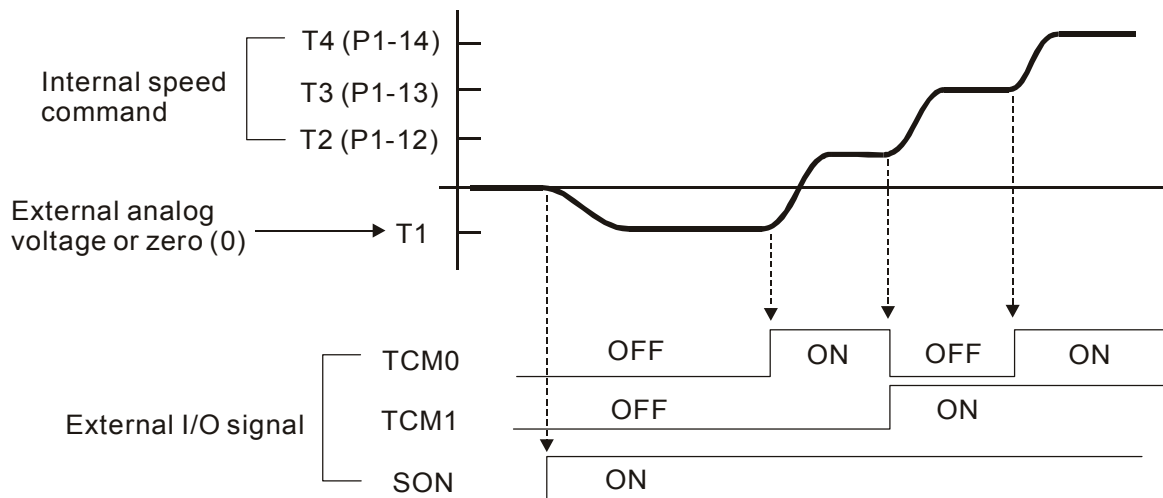 T4 (P1-14)
Internal speed
command
T3 (P1-13)
T2 (P1-12)
External analog
voltage or zero (0)
T1
TCM0
OFF
ON
OFF
ON
External I/O signal
TCM1
OFF
ON
SON
ON